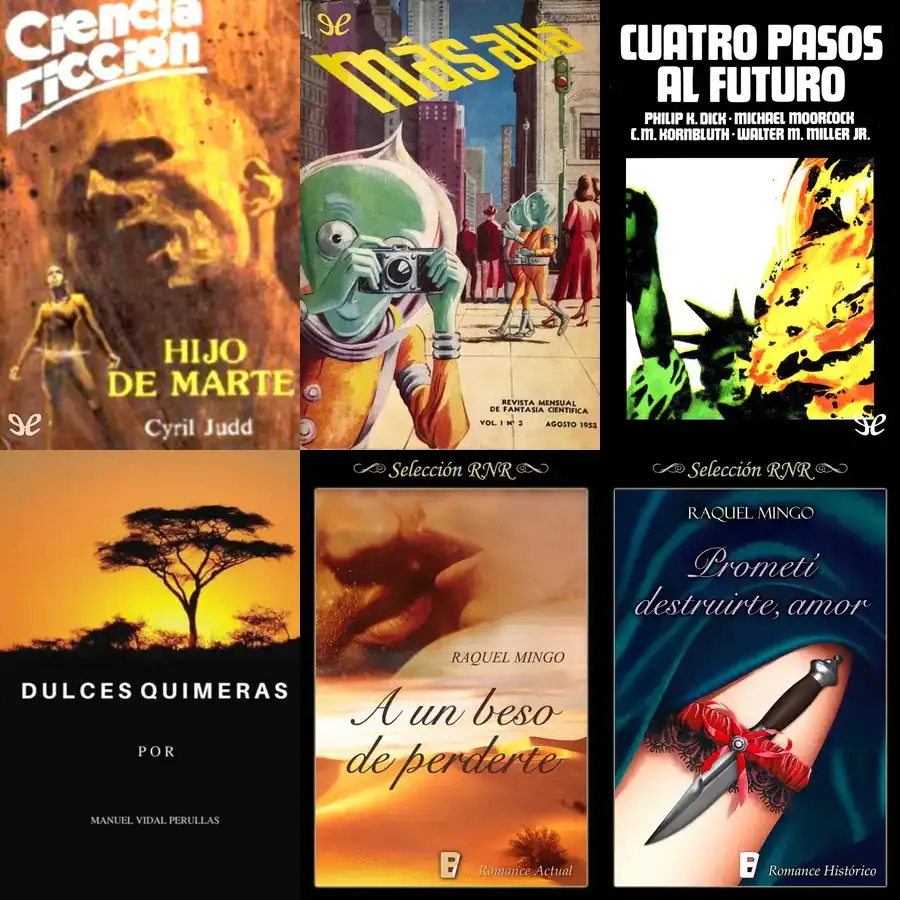 Ciencia
Ficción
HIJO
DE MARTE
Cyril Judd
más allá
REVISTA MENSUAL
DE FANTASIA CIENTIFICA
VOL. 1 Nº 3 AGOSTO 1953
CUATRO PASOS
AL FUTURO
PHILIP K. DICK · MICHAEL MOORCOCK
C.M. KORNBLUTH · WALTER M. MILLER JR.
DULCES QUIMERAS
POR
MANUEL VIDAL PERULLAS
Selección RNR
RAQUEL MINGO
A un beso
de perderte
Romance Actual
Selección RNR
RAQUEL MINGO
Prometí
destruirte, amor
Romance Histórico